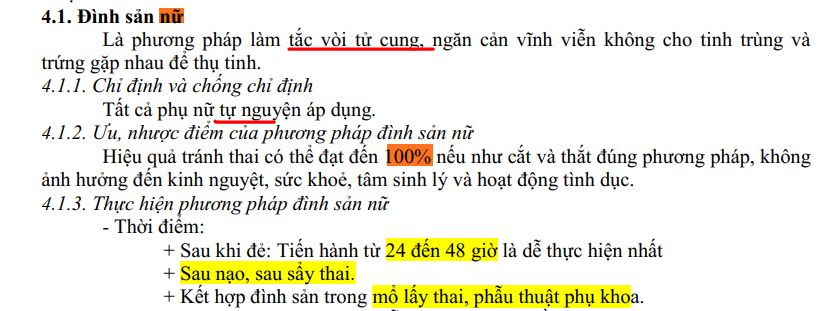 4.1. Đình sản nữ
Là phương pháp làm tắc vòi tử cung, ngăn cản vĩnh viễn không cho tinh trùng và
trứng gặp nhau để thụ tinh.
4.1.1. Chỉ định và chống chỉ định
Tất cả phụ nữ tự nguyện áp dụng.
4.1.2. Ưu, nhược điểm của phương pháp đình sản nữ
Hiệu quả tránh thai có thể đạt đến 100% nếu như cắt và thắt đúng phương pháp, không
ảnh hưởng đến kinh nguyệt, sức khoẻ, tâm sinh lý và hoạt động tình dục.
4.1.3. Thực hiện phương pháp đình sản nữ
- Thời điểm:
+ Sau khi đẻ: Tiến hành từ 24 đến 48 giờ là dễ thực hiện nhất
+ Sau nạo, sau sẩy thai.
+ Kết hợp đình sản trong mổ lấy thai, phẫu thuật phụ khoa.